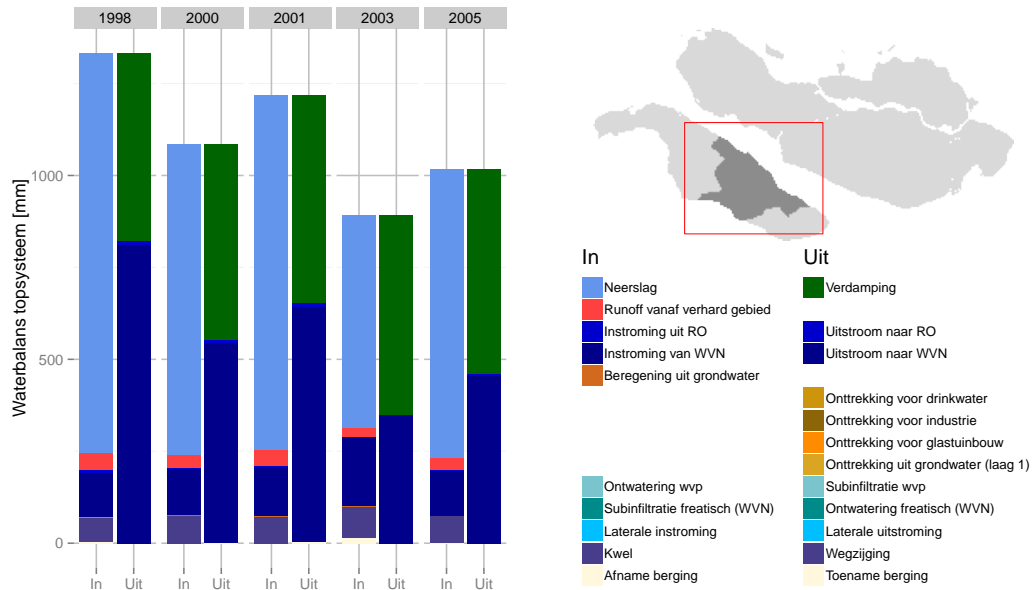 1998 2000 2001 2003 2005
Waterbalans topsysteem [mm]
1000
500
0
In Uit In Uit In Uit In Uit In Uit
In
Neerslag
Runoff vanaf verhard gebied
Instroming uit RO
Instroming van WVN
Beregening uit grondwater
Ontwatering wvp
Subinfiltratie freatisch (WVN)
Laterale instroming
Kwel
Afname berging
Uit
Verdamping
Uitstroom naar RO
Uitstroom naar WVN
Onttrekking voor drinkwater
Onttrekking voor industrie
Onttrekking voor glastuinbouw
Onttrekking uit grondwater (laag 1)
Subinfiltratie wvp
Ontwatering freatisch (WVN)
Laterale uitstroming
Wegzijging
Toename berging